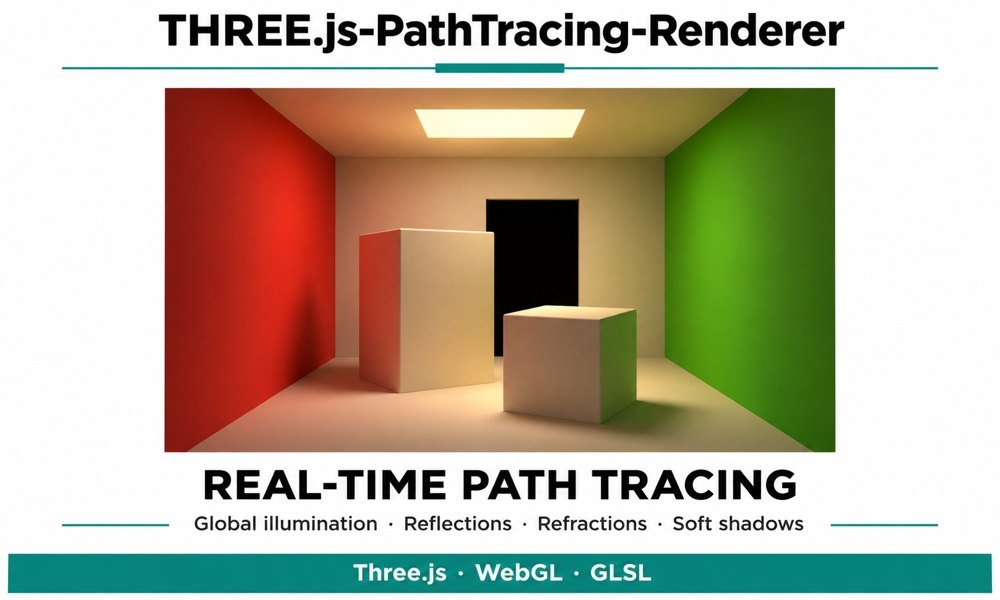 THREE.js-PathTracing-Renderer
REAL-TIME PATH TRACING
Global illumination · Reflections · Refractions · Soft shadows
Three.js · WebGL · GLSL